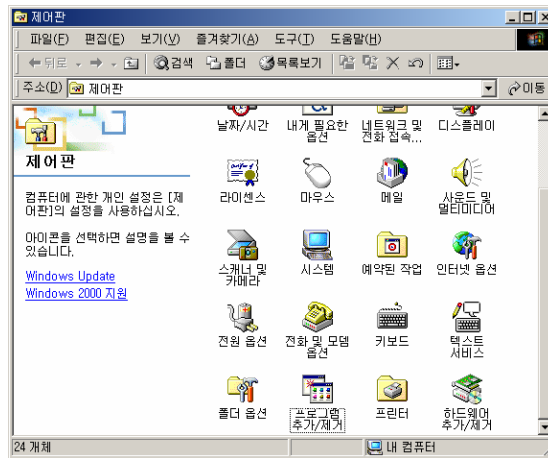 제어판
파일(F) 편집(E) 보기(V) 즐겨찾기(A) 도구(T) 도움말(H)
뒤로 검색 폴더 목록보기
주소(D) 제어판 이동
제어판
컴퓨터에 관한 개인 설정은 [제
어판]의 설정을 사용하십시오.
아이콘을 선택하면 설명을 볼 수
있습니다.
Windows Update
Windows 2000 지원
날짜/시간
내게 필요한
옵션
네트워크 및
전화 접속...
디스플레이
라이센스
마우스
메일
사운드 및
멀티미디어
스캐너 및
카메라
시스템
예약된 작업
인터넷 옵션
전원 옵션
전화 및 모뎀
옵션
키보드
텍스트
서비스
폴더 옵션
프로그램
추가/제거
프린터
하드웨어
추가/제거
24 개체
내 컴퓨터